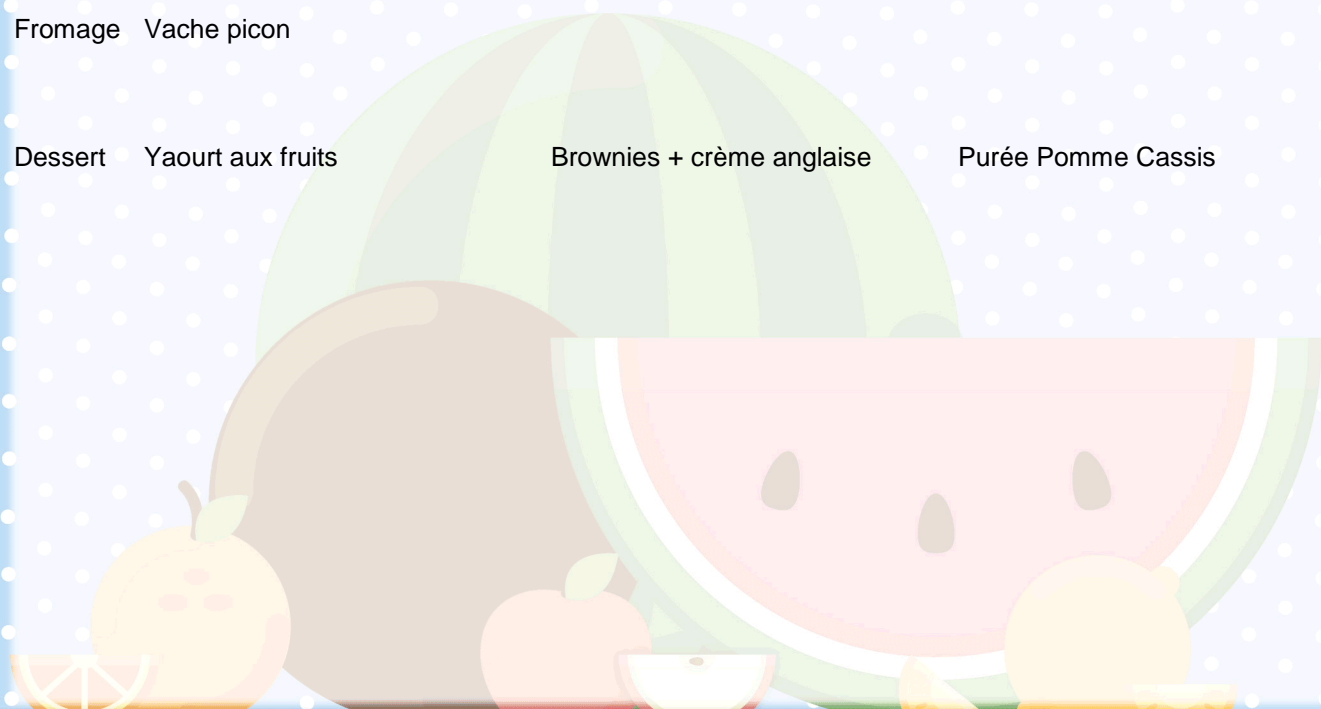 Fromage Vache picon
Dessert Yaourt aux fruits Brownies + crème anglaise Purée Pomme Cassis